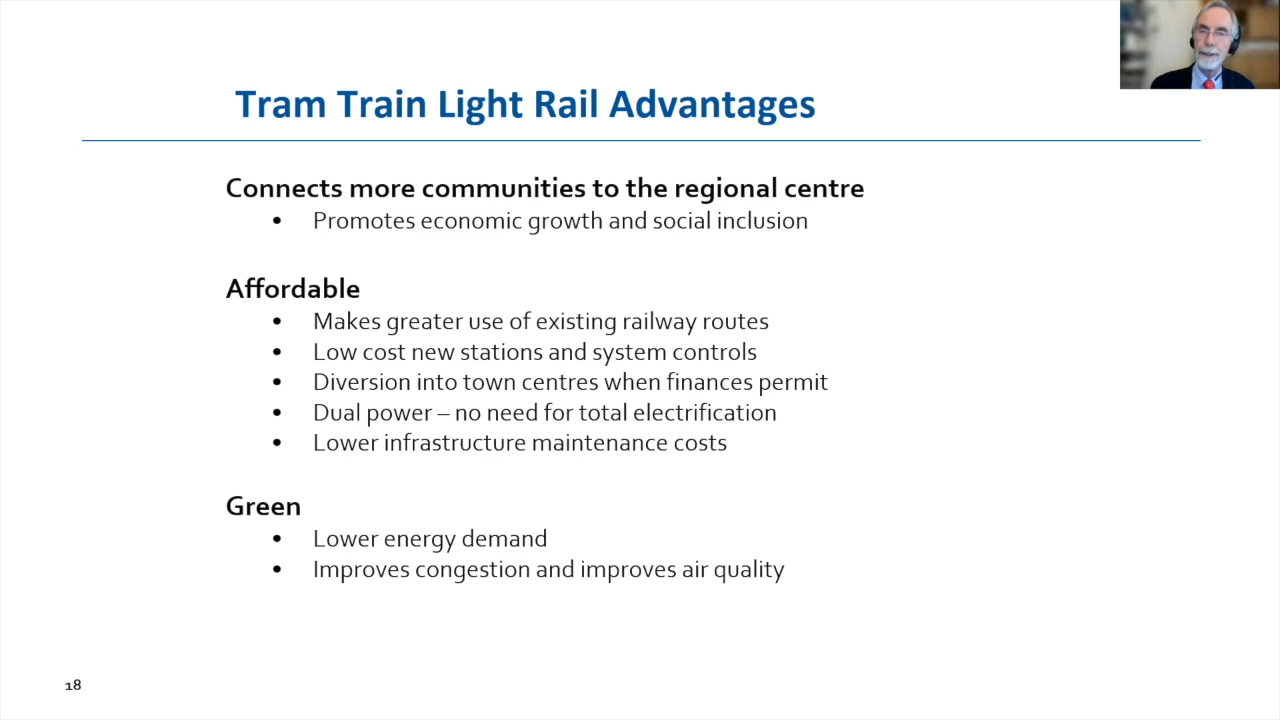 Tram Train Light Rail Advantages
Connects more communities to the regional centre
• Promotes economic growth and social inclusion
Affordable
• Makes greater use of existing railway routes
• Low cost new stations and system controls
• Diversion into town centres when finances permit
• Dual power – no need for total electrification
• Lower infrastructure maintenance costs
Green
• Lower energy demand
• Improves congestion and improves air quality
18